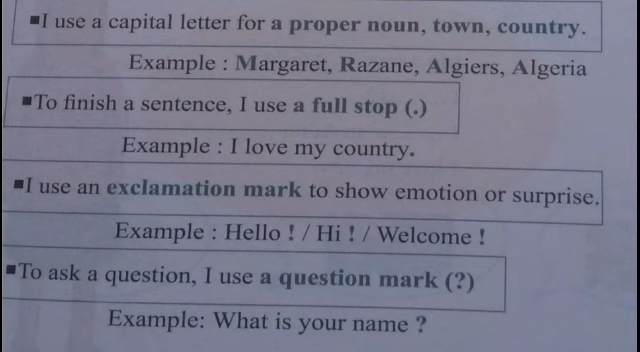 ▪I use a capital letter for a proper noun, town, country.
Example : Margaret, Razane, Algiers, Algeria
▪To finish a sentence, I use a full stop (.)
Example : I love my country.
▪I use an exclamation mark to show emotion or surprise.
Example : Hello ! / Hi ! / Welcome !
▪To ask a question, I use a question mark (?)
Example: What is your name ?